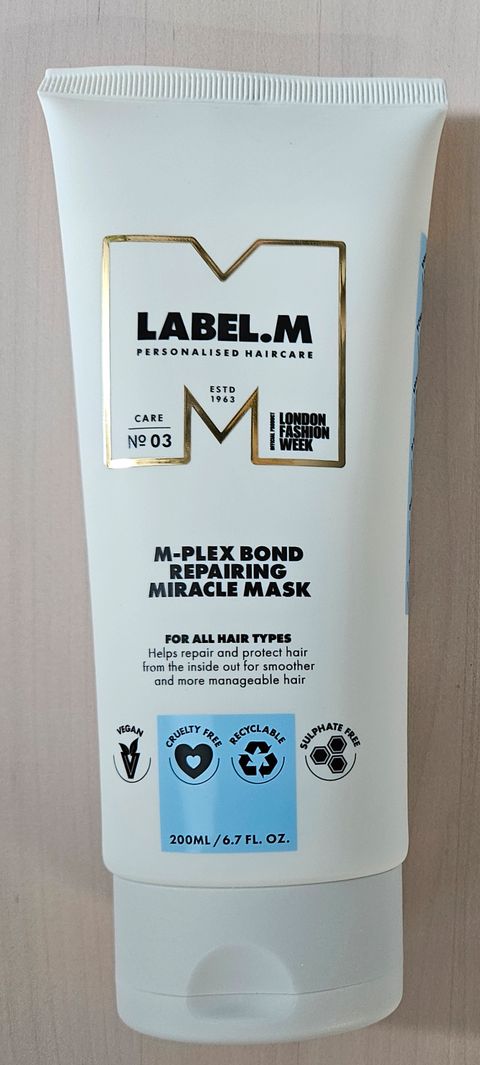 LABEL.M
PERSONALISED HAIRCARE
ESTD
1963
CARE
Nº 03
OFFICIAL PRODUCT
LONDON
FASHION
WEEK
M-PLEX BOND
REPAIRING
MIRACLE MASK
FOR ALL HAIR TYPES
Helps repair and protect hair
from the inside out for smoother
and more manageable hair
VEGAN
CRUELTY FREE
RECYCLABLE
SULPHATE FREE
200ML / 6.7 FL. OZ.